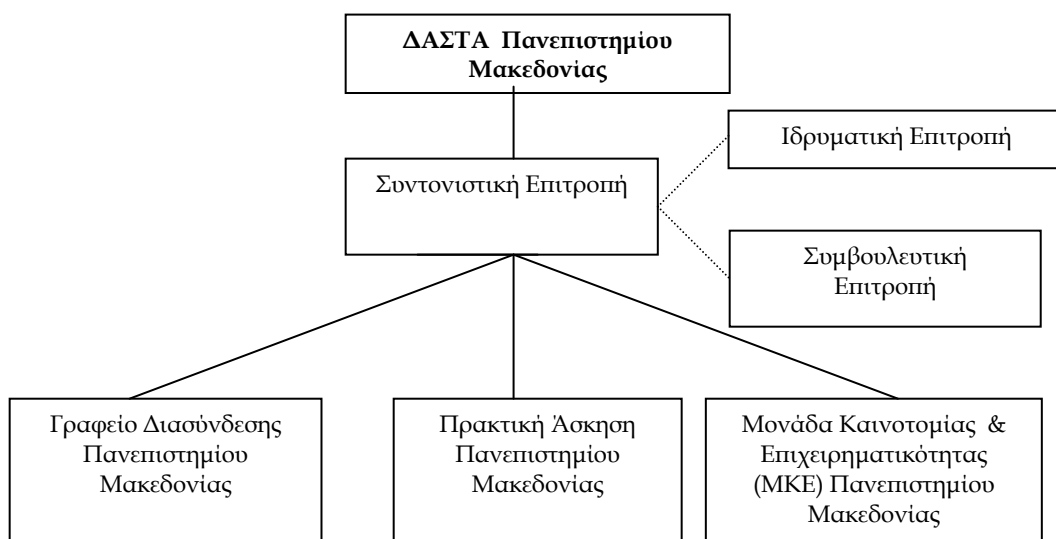 ΔΑΣΤΑ Πανεπιστημίου
Μακεδονίας
Ιδρυματική Επιτροπή
Συντονιστική Επιτροπή
Συμβουλευτική
Επιτροπή
Γραφείο Διασύνδεσης
Πανεπιστημίου
Μακεδονίας
Πρακτική Άσκηση
Πανεπιστημίου
Μακεδονίας
Μονάδα Καινοτομίας &
Επιχειρηματικότητας
(ΜΚΕ) Πανεπιστημίου
Μακεδονίας